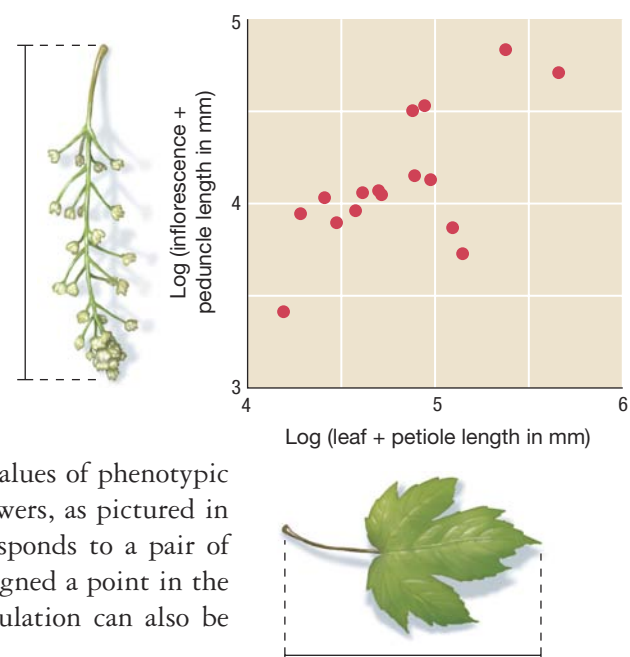 5
4
3
Log (inflorescence +
peduncle length in mm)
4
5
6
Log (leaf + petiole length in mm)
alues of phenotypic
wers, as pictured in
sponds to a pair of
gned a point in the
ulation can also be